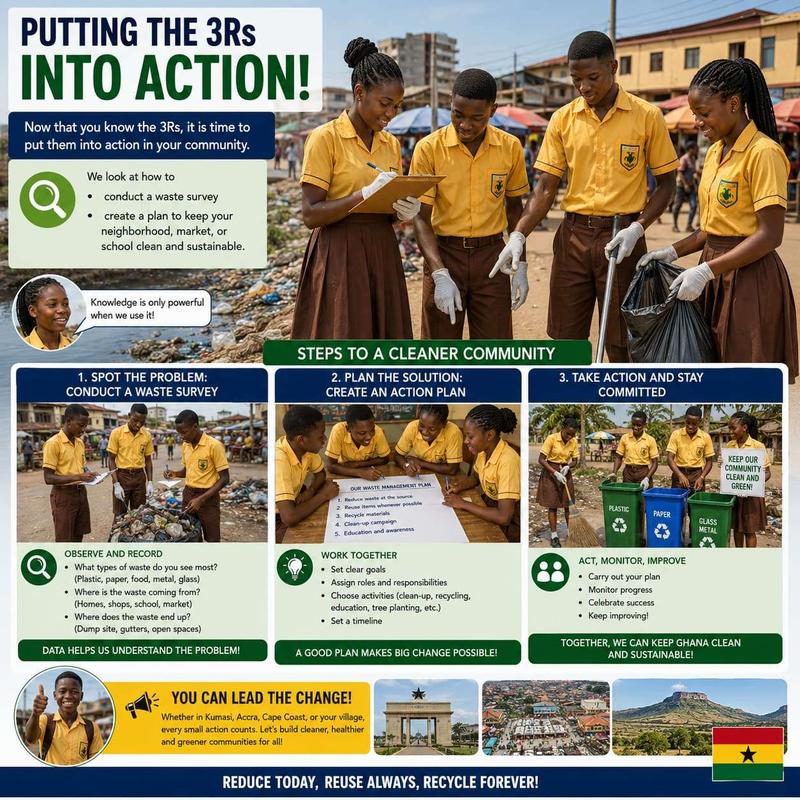 PUTTING THE 3Rs
INTO ACTION!
Now that you know the 3Rs, it is time to
put them into action in your community.
We look at how to
• conduct a waste survey
• create a plan to keep your
neighborhood, market, or
school clean and sustainable.
Knowledge is only powerful
when we use it!
STEPS TO A CLEANER COMMUNITY
1. SPOT THE PROBLEM:
CONDUCT A WASTE SURVEY
OBSERVE AND RECORD
• What types of waste do you see most?
(Plastic, paper, food, metal, glass)
• Where is the waste coming from?
(Homes, shops, school, market)
• Where does the waste end up?
(Dump site, gutters, open spaces)
DATA HELPS US UNDERSTAND THE PROBLEM!
2. PLAN THE SOLUTION:
CREATE AN ACTION PLAN
OUR WASTE MANAGEMENT PLAN
1. Reduce waste at the source
2. Reuse items whenever possible
3. Recycle materials
4. Clean-up campaign
5. Education and awareness
WORK TOGETHER
• Set clear goals
• Assign roles and responsibilities
• Choose activities (clean-up, recycling,
education, tree planting, etc.)
• Set a timeline
A GOOD PLAN MAKES BIG CHANGE POSSIBLE!
3. TAKE ACTION AND STAY
COMMITTED
KEEP OUR
COMMUNITY
CLEAN AND
GREEN!
PLASTIC
PAPER
GLASS
METAL
ACT, MONITOR, IMPROVE
• Carry out your plan
• Monitor progress
• Celebrate success
• Keep improving!
TOGETHER, WE CAN KEEP GHANA CLEAN
AND SUSTAINABLE!
YOU CAN LEAD THE CHANGE!
Whether in Kumasi, Accra, Cape Coast, or your village,
every small action counts. Let's build cleaner, healthier
and greener communities for all!
REDUCE TODAY, REUSE ALWAYS, RECYCLE FOREVER!